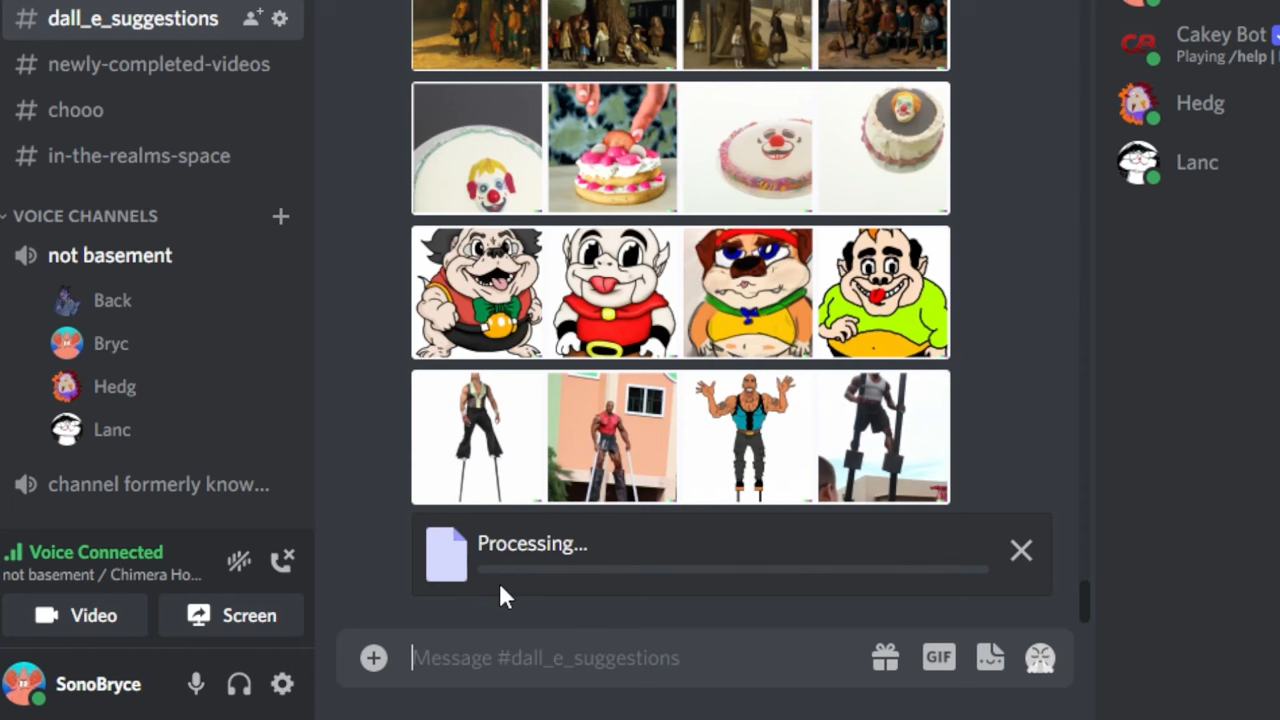 # dall_e_suggestions
# newly-completed-videos
# chooo
# in-the-realms-space
VOICE CHANNELS
not basement
Back
Bryc
Hedg
Lanc
channel formerly know...
Voice Connected
not basement / Chimera Ho...
Video
Screen
SonoBryce
Processing...
Message #dall_e_suggestions
GIF
Cakey Bot
Playing /help |
Hedg
Lanc